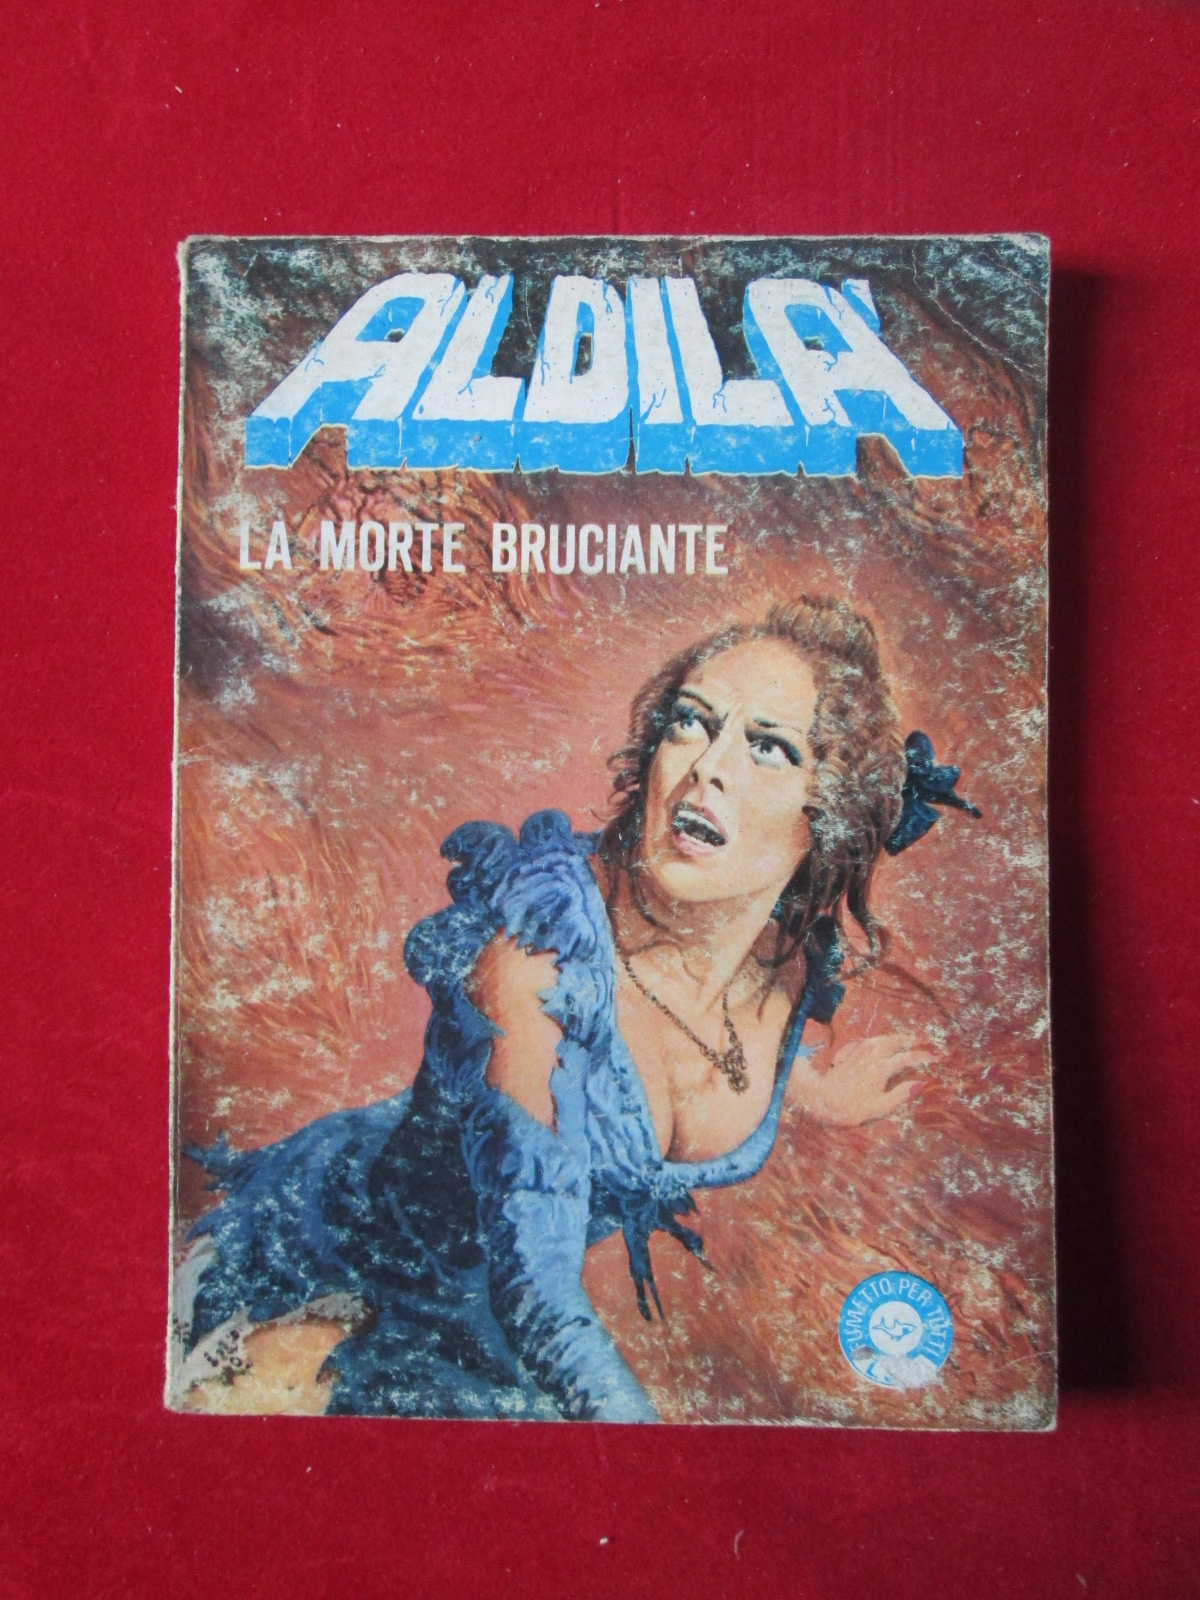 ALDILA'
LA MORTE BRUCIANTE
FUMETTO PER TUTTI